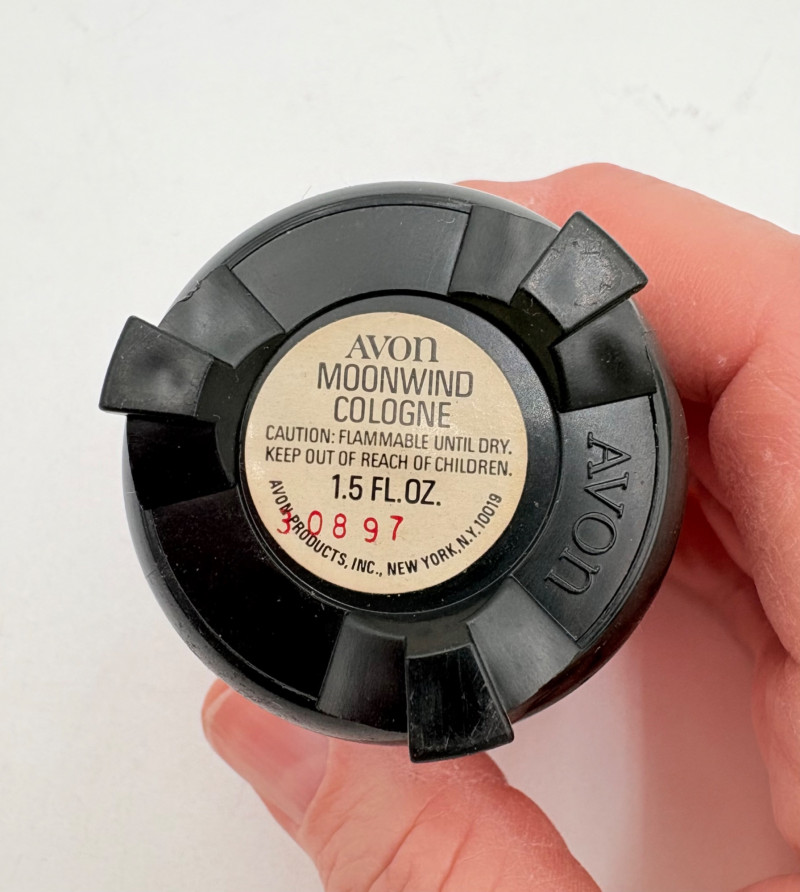 AVON
MOONWIND
COLOGNE
CAUTION: FLAMMABLE UNTIL DRY.
KEEP OUT OF REACH OF CHILDREN.
1.5 FL. OZ.
30897
AVON PRODUCTS, INC., NEW YORK, N.Y. 10019
AVON